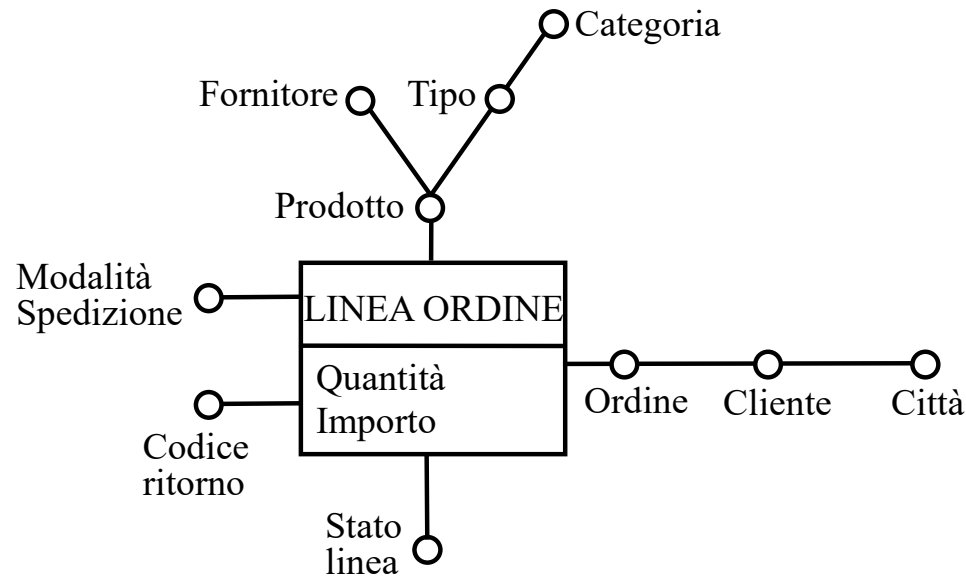 Categoria
Fornitore
Tipo
Prodotto
Modalità
Spedizione
LINEA ORDINE
Quantità
Importo
Ordine
Cliente
Città
Codice
ritorno
Stato
linea